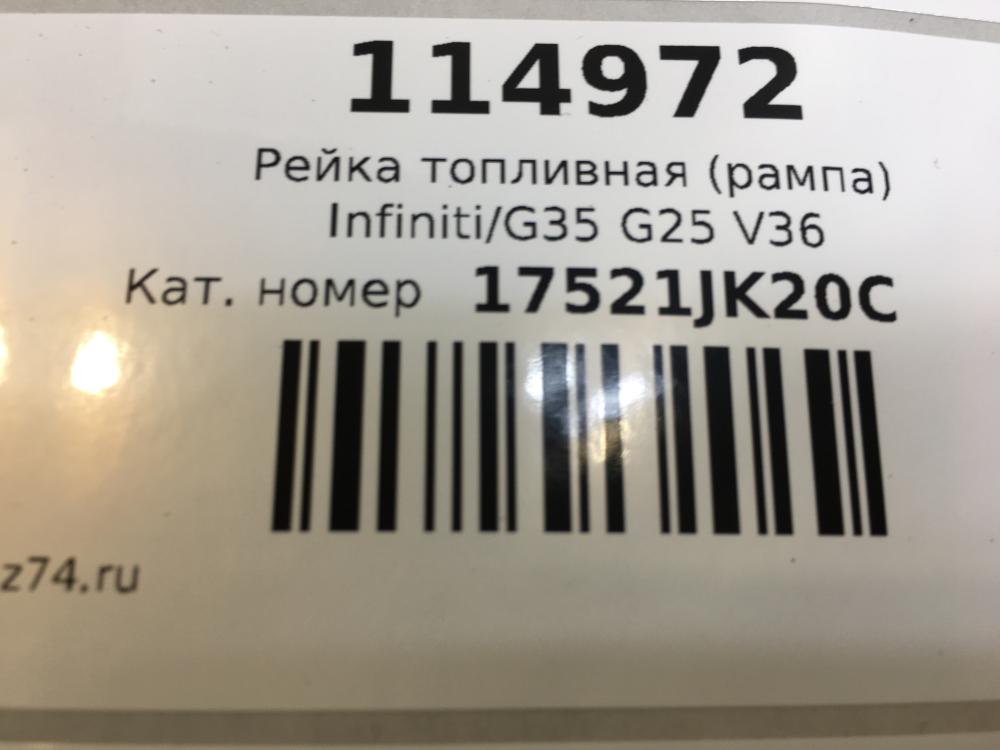 114972
Рейка топливная (рампа)
Infiniti/G35 G25 V36
Кат. номер 17521JK20C
z74.ru